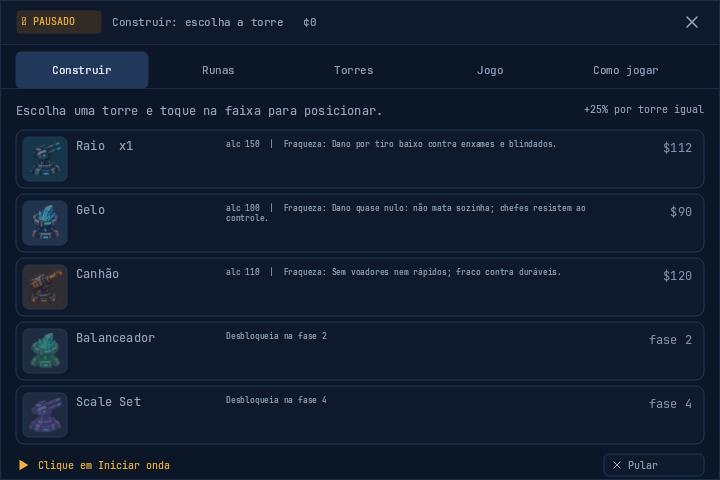 PAUSADO Construir: escolha a torre $0
Construir Runas Torres Jogo Como jogar
Escolha uma torre e toque na faixa para posicionar. +25% por torre igual
Raio x1 alc 150 | Fraqueza: Dano por tiro baixo contra enxames e blindados. $112
Gelo alc 100 | Fraqueza: Dano quase nulo: não mata sozinha; chefes resistem ao $90
controle.
Canhão alc 110 | Fraqueza: Sem voadores nem rápidos; fraco contra duráveis. $120
Balanceador Desbloqueia na fase 2 fase 2
Scale Set Desbloqueia na fase 4 fase 4
Clique em Iniciar onda Pular